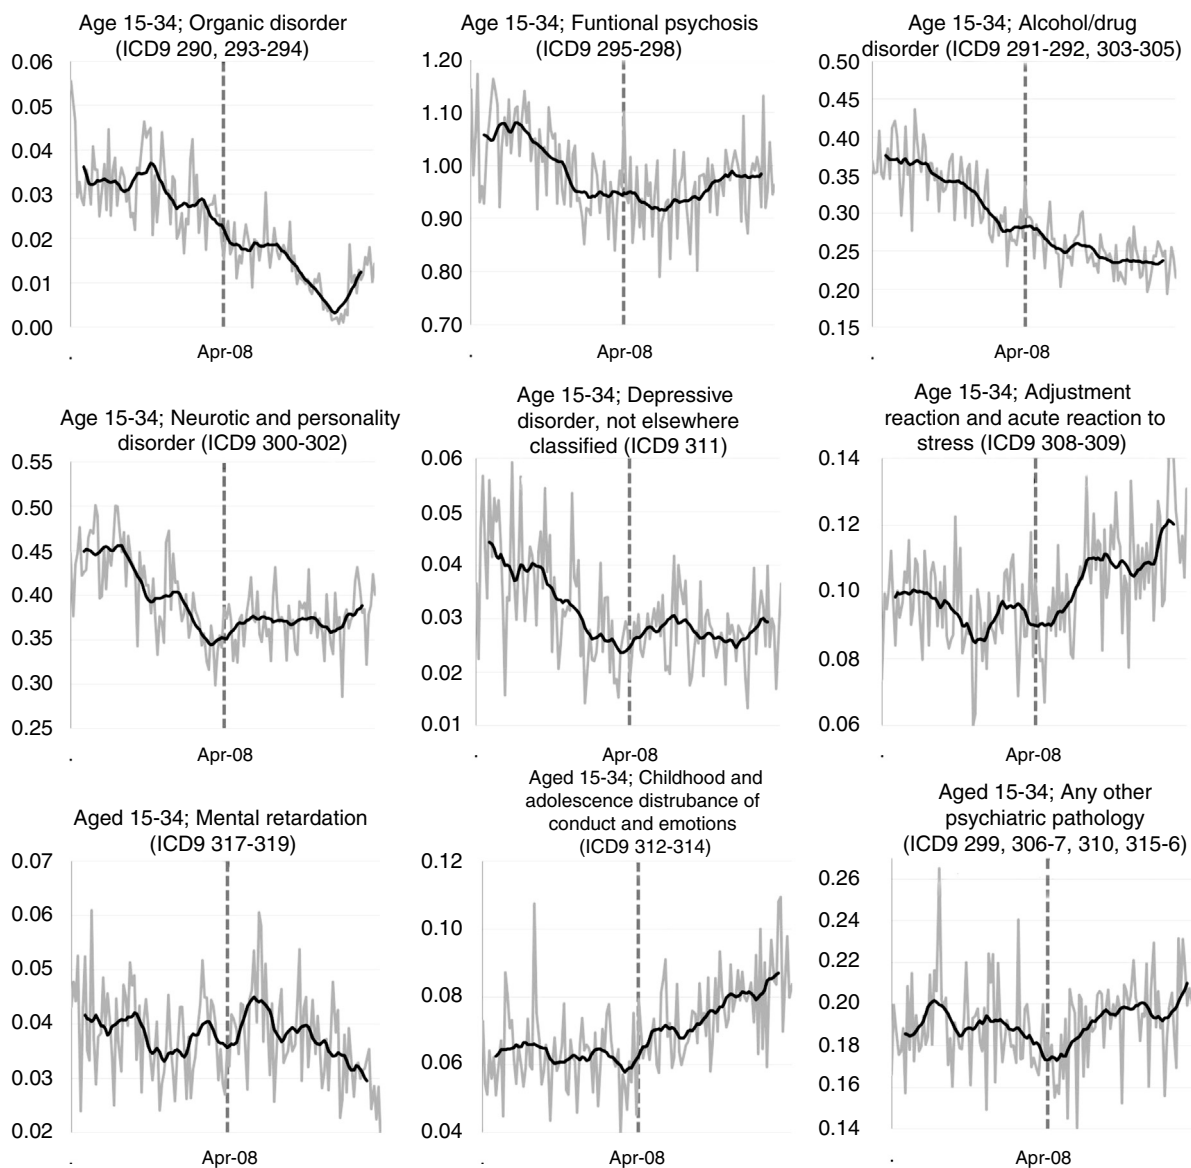 Age 15-34; Organic disorder
(ICD9 290, 293-294)
0.06
0.05
0.04
0.03
0.02
0.01
0.00
Apr-08
Age 15-34; Funtional psychosis
(ICD9 295-298)
1.20
1.10
1.00
0.90
0.80
0.70
Apr-08
Age 15-34; Alcohol/drug
disorder (ICD9 291-292, 303-305)
0.50
0.45
0.40
0.35
0.30
0.25
0.20
0.15
Apr-08
Age 15-34; Neurotic and personality
disorder (ICD9 300-302)
0.55
0.50
0.45
0.40
0.35
0.30
0.25
Apr-08
Age 15-34; Depressive
disorder, not elsewhere
classified (ICD9 311)
0.06
0.05
0.04
0.03
0.02
0.01
Apr-08
Age 15-34; Adjustment
reaction and acute reaction to
stress (ICD9 308-309)
0.14
0.12
0.10
0.08
0.06
Apr-08
Aged 15-34; Mental retardation
(ICD9 317-319)
0.07
0.06
0.05
0.04
0.03
0.02
Apr-08
Aged 15-34; Childhood and
adolescence distrubance of
conduct and emotions
(ICD9 312-314)
0.12
0.10
0.08
0.06
0.04
Apr-08
Aged 15-34; Any other
psychiatric pathology
(ICD9 299, 306-7, 310, 315-6)
0.26
0.24
0.22
0.20
0.18
0.16
0.14
Apr-08